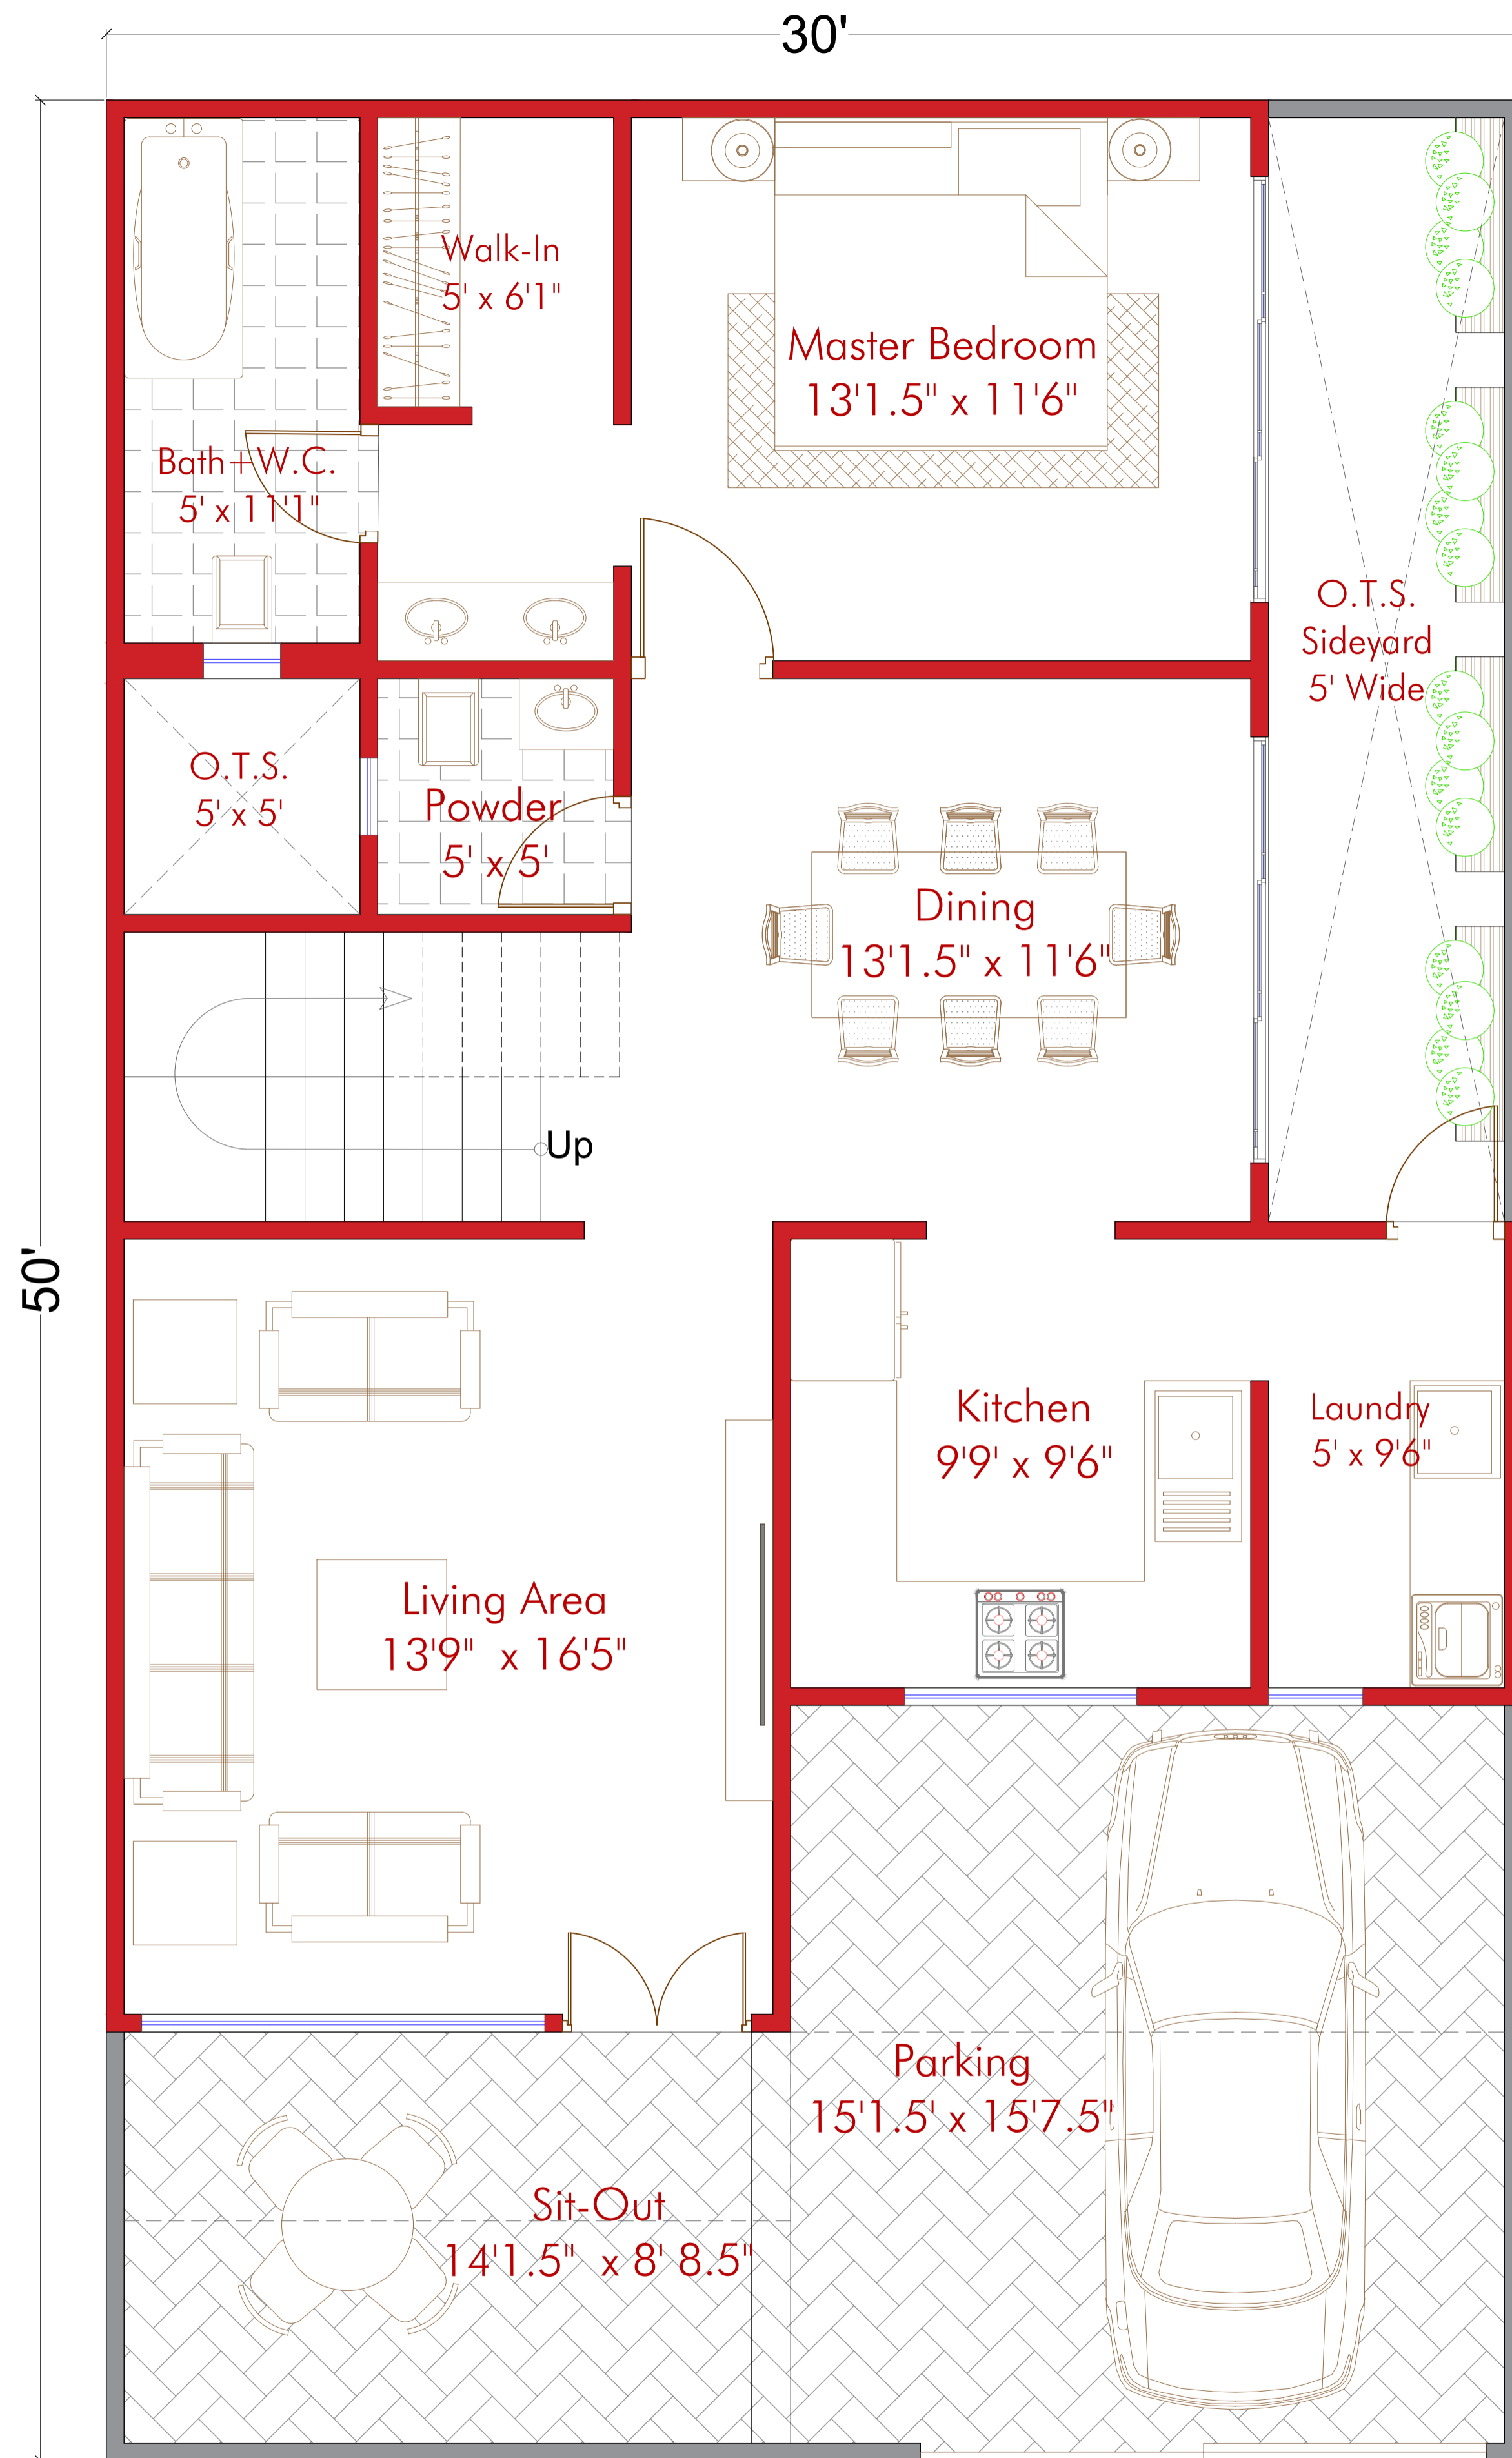 30'
50'
Walk-In
5' x 6'1"
Master Bedroom
13'1.5" x 11'6"
Bath+W.C.
5' x 11'1"
O.T.S.
Sideyard
5' Wide
O.T.S.
5' x 5'
Powder
5' x 5'
Dining
13'1.5" x 11'6"
Up
Kitchen
9'9' x 9'6"
Laundry
5' x 9'6"
Living Area
13'9" x 16'5"
Parking
15'1.5' x 15'7.5"
Sit-Out
14'1.5" x 8' 8.5"